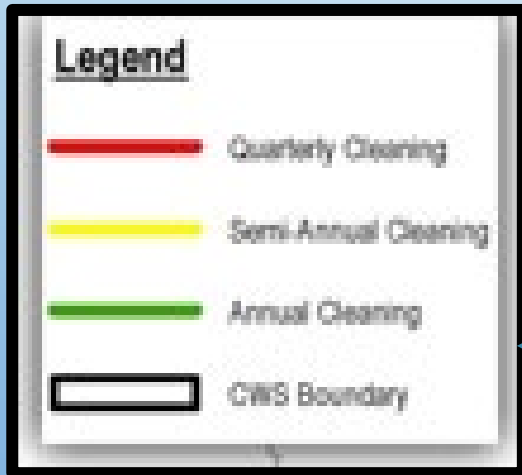 Legend
Quarterly Cleaning
Semi-Annual Cleaning
Annual Cleaning
CWS Boundary